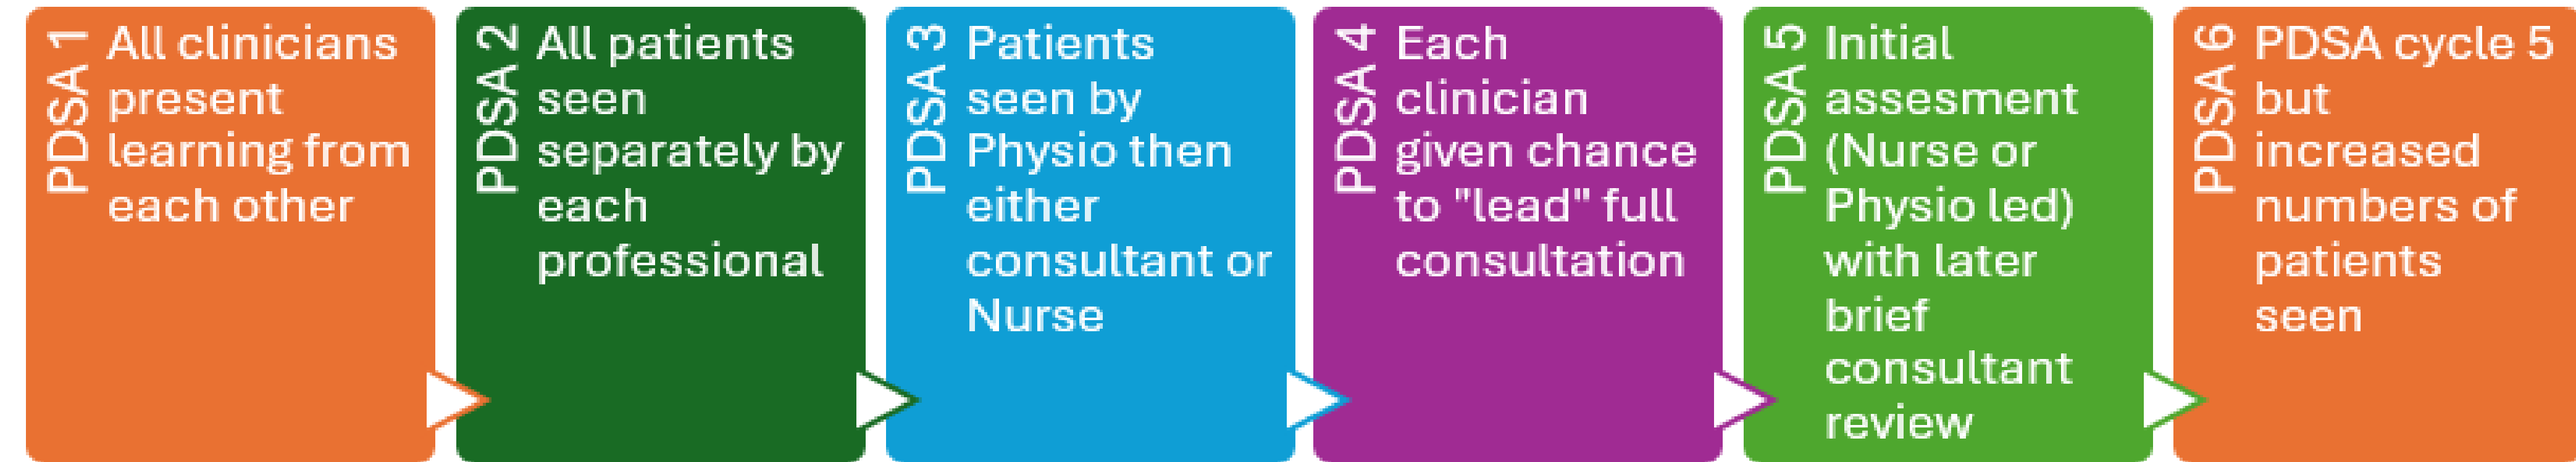 PDSA 1
All clinicians
present
learning from
each other
PDSA 2
All patients
seen
separately by
each
professional
PDSA 3
Patients
seen by
Physio then
either
consultant or
Nurse
PDSA 4
Each
clinician
given chance
to "lead" full
consultation
PDSA 5
Initial
assesment
(Nurse or
Physio led)
with later
brief
consultant
review
PDSA 6
PDSA cycle 5
but
increased
numbers of
patients
seen